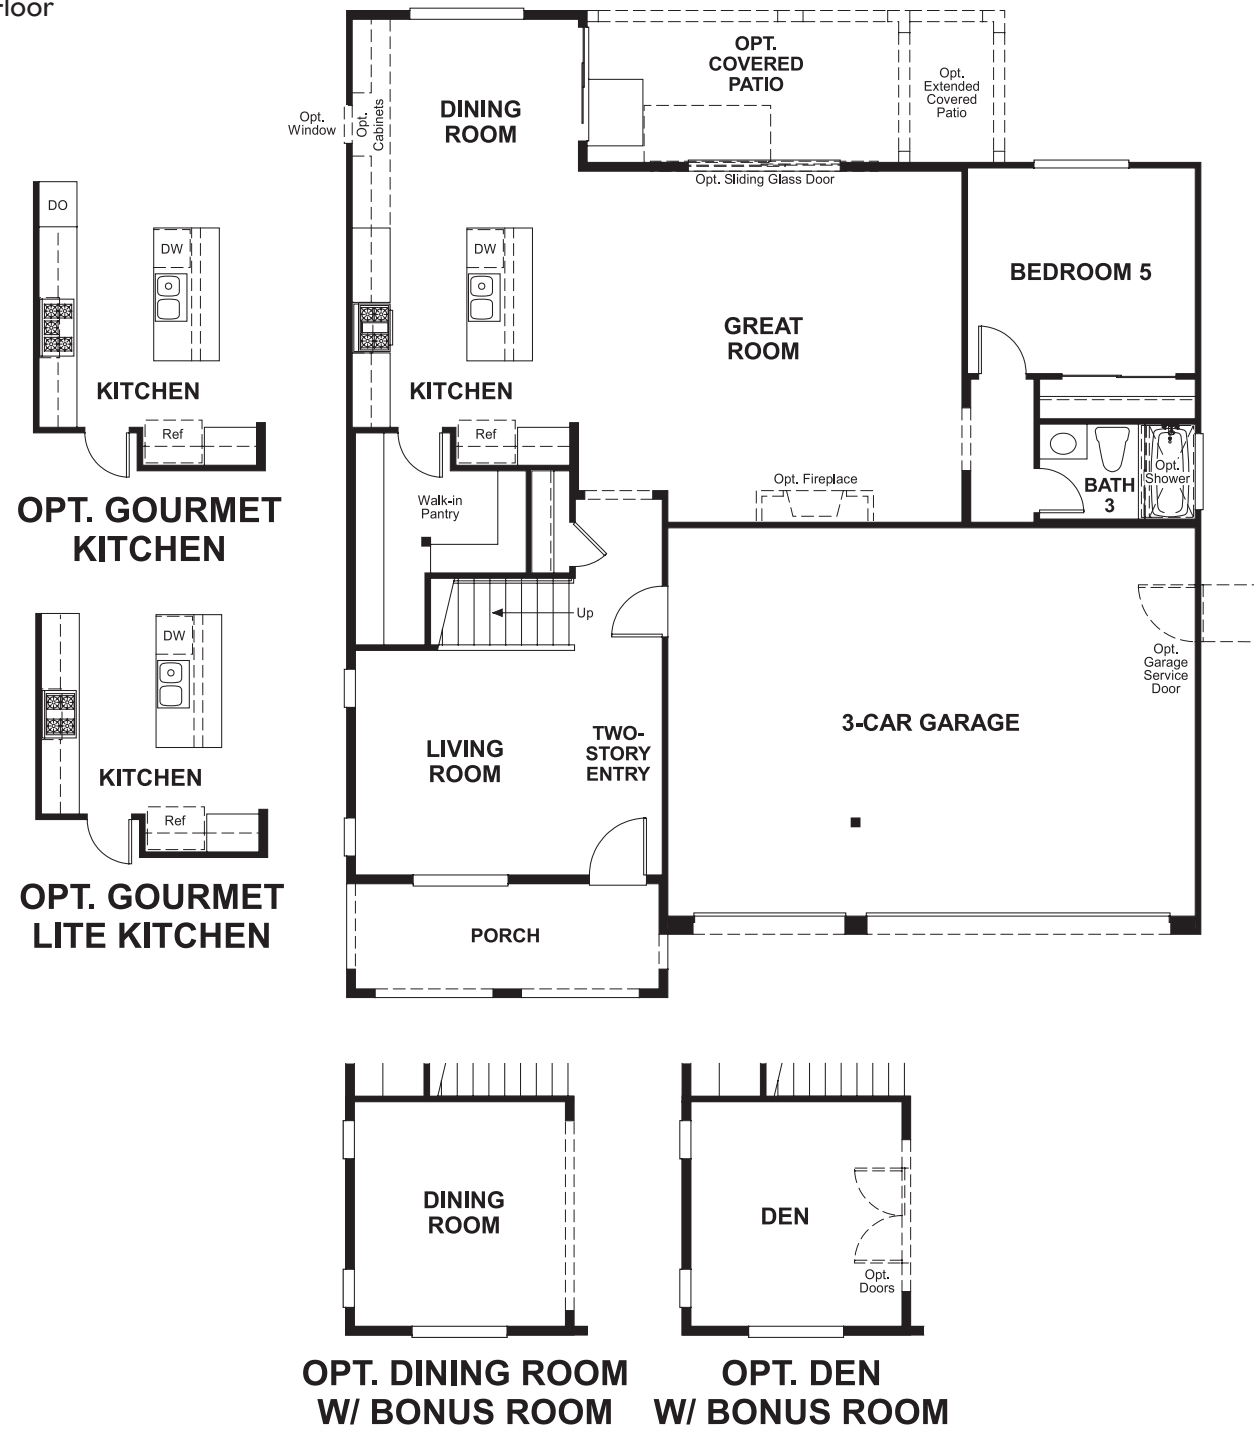 Floor
OPT.
COVERED
PATIO
Opt.
Extended
Covered
Patio
DINING
ROOM
Opt.
Cabinets
Opt.
Window
Opt. Sliding Glass Door
DO
DW
KITCHEN
Ref
OPT. GOURMET
KITCHEN
DW
KITCHEN
Ref
GREAT
ROOM
BEDROOM 5
Walk-in
Pantry
Opt. Fireplace
BATH
3
Opt.
Shower
Up
Opt.
Garage
Service
Door
DW
KITCHEN
Ref
OPT. GOURMET
LITE KITCHEN
LIVING
ROOM
TWO-
STORY
ENTRY
3-CAR GARAGE
PORCH
DINING
ROOM
OPT. DINING ROOM
W/ BONUS ROOM
DEN
Opt.
Doors
OPT. DEN
W/ BONUS ROOM